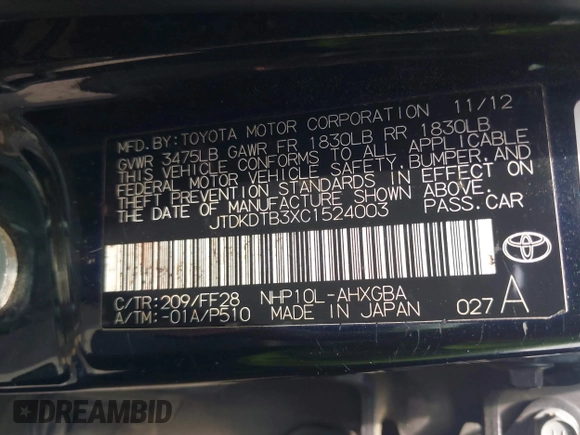 MFD. BY: TOYOTA MOTOR CORPORATION 11/12
GVWR 3475LB GAWR FR 1830LB RR 1830LB
THIS VEHICLE CONFORMS TO ALL APPLICABLE
FEDERAL MOTOR VEHICLE SAFETY, BUMPER, AND
THEFT PREVENTION STANDARDS IN EFFECT ON
THE DATE OF MANUFACTURE SHOWN ABOVE.
JTDKDTB3XC1524003 PASS. CAR
C/TR: 209/FF28 NHP10L-AHXGBA
A/TM: -01A/P510 MADE IN JAPAN 027 A
DREAMBID